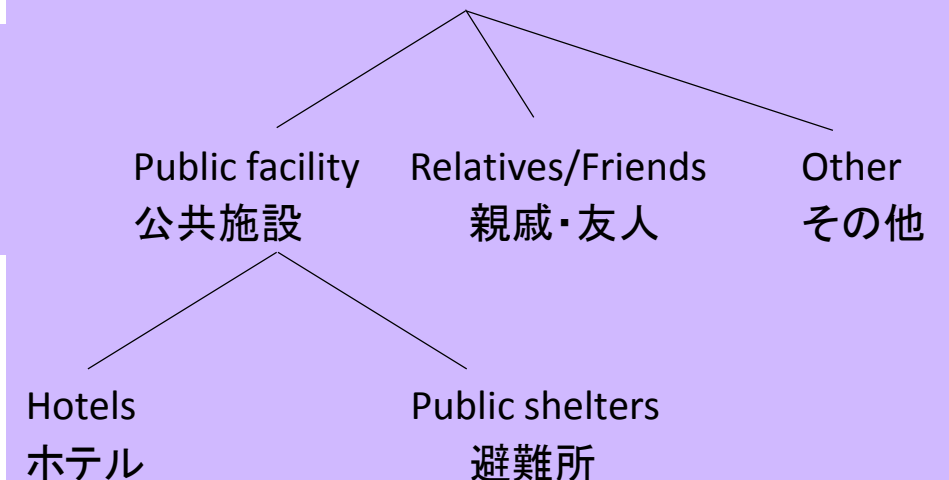 Public facility
公共施設
Relatives/Friends
親戚・友人
Other
その他
Hotels
ホテル
Public shelters
避難所